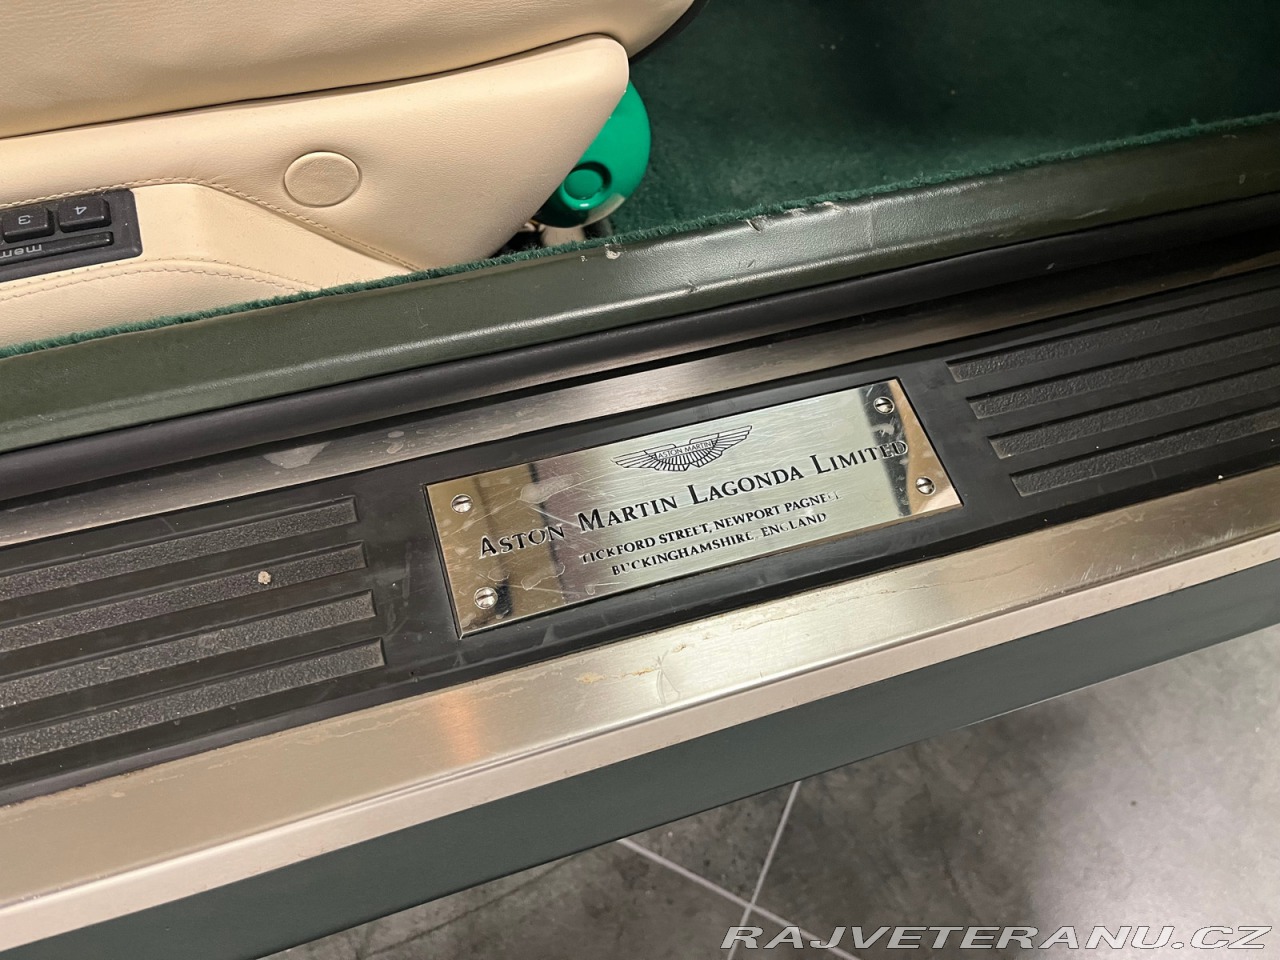 4
3
mem
ASTON MARTIN
ASTON MARTIN LAGONDA LIMITED
TICKFORD STREET, NEWPORT PAGNELL
BUCKINGHAMSHIRE, ENGLAND
RAJVETERANU.CZ